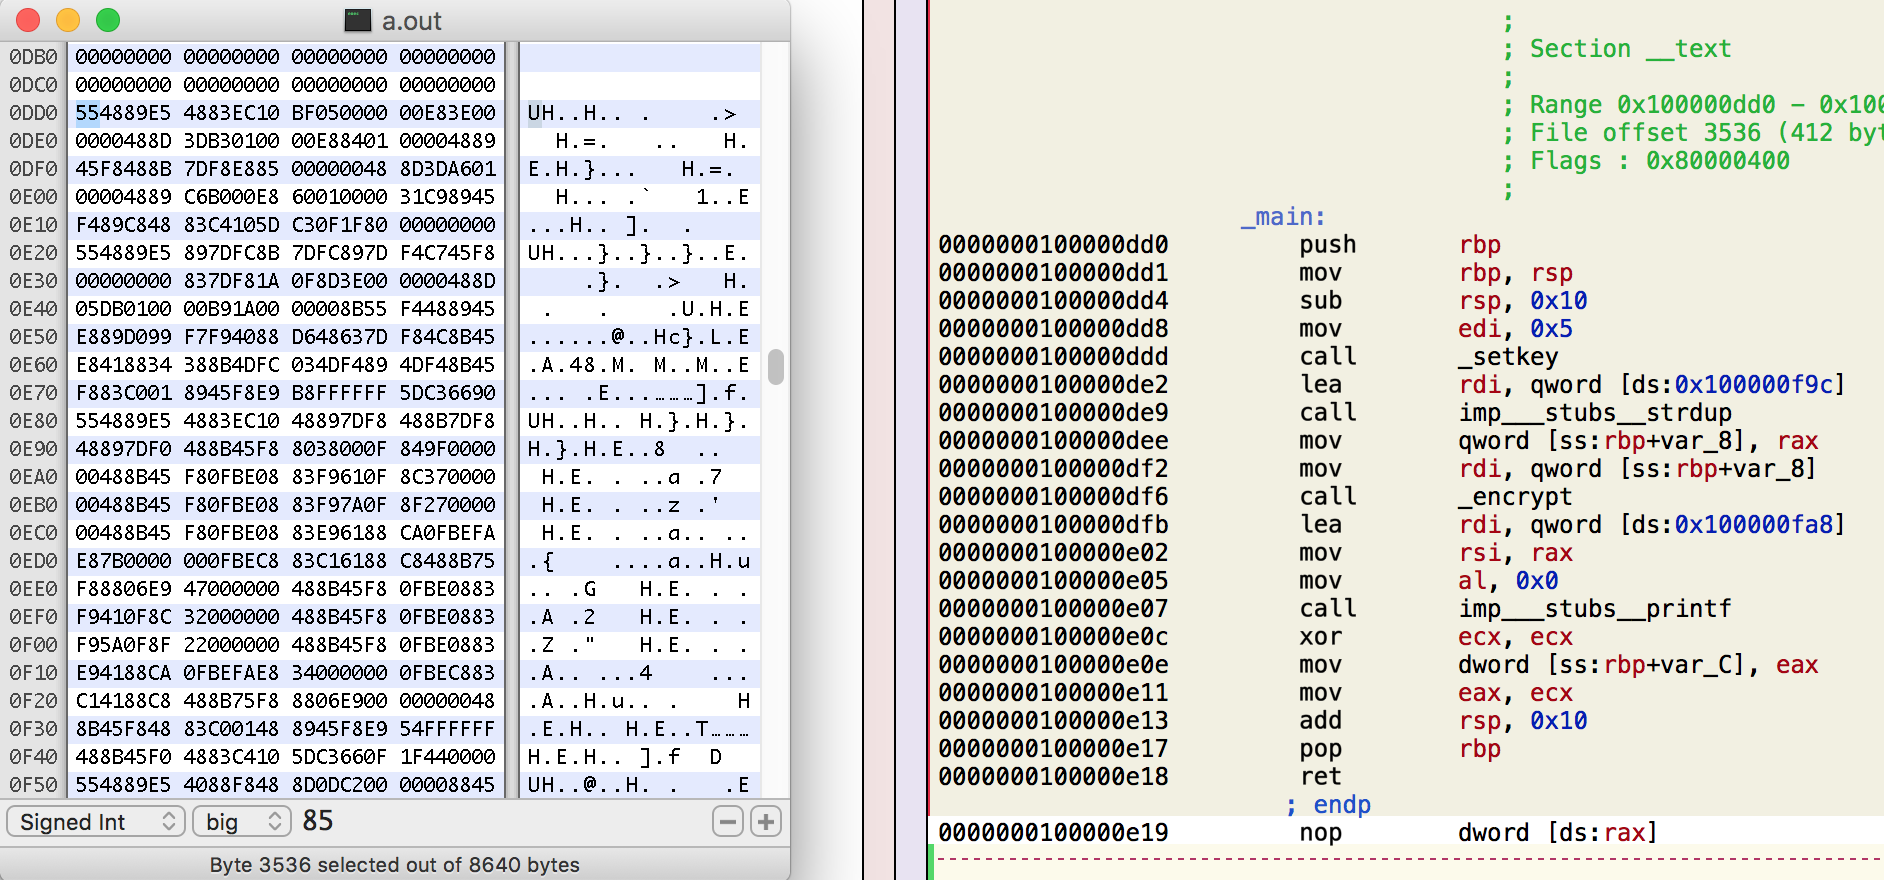 a.out
0DB0 00000000 00000000 00000000 00000000
0DC0 00000000 00000000 00000000 00000000
0DD0 554889E5 4883EC10 BF050000 00E83E00 UH..H.. . .>
0DE0 0000488D 3DB30100 00E88401 00004889 H.=. .. H.
0DF0 45F8488B 7DF8E885 00000048 8D3DA601 E.H.}... H.=.
0E00 00004889 C6B000E8 60010000 31C98945 H... .` 1..E
0E10 F489C848 83C4105D C30F1F80 00000000 ...H.. ]. .
0E20 554889E5 897DFC8B 7DFC897D F4C745F8 UH...}..}..}..E.
0E30 00000000 837DF81A 0F8D3E00 0000488D .}. .> H.
0E40 05DB0100 00B91A00 00008B55 F4488945 . . .U.H.E
0E50 E889D099 F7F94088 D648637D F84C8B45 ......@..Hc}.L.E
0E60 E8418834 388B4DFC 034DF489 4DF48B45 .A.48.M. M..M..E
0E70 F883C001 8945F8E9 B8FFFFFF 5DC36690 ... .E.…………].f.
0E80 554889E5 4883EC10 48897DF8 488B7DF8 UH..H.. H.}.H.}.
0E90 48897DF0 488B45F8 8038000F 849F0000 H.}.H.E..8 ..
0EA0 00488B45 F80FBE08 83F9610F 8C370000 H.E. ...a .7
0EB0 00488B45 F80FBE08 83F97A0F 8F270000 H.E. ...z .'
0EC0 00488B45 F80FBE08 83E96188 CA0FBEFA H.E. ...a.. ..
0ED0 E87B0000 000FBEC8 83C16188 C8488B75 .{ ....a..H.u
0EE0 F88806E9 47000000 488B45F8 0FBE0883 .. .G H.E. . .
0EF0 F9410F8C 32000000 488B45F8 0FBE0883 .A .2 H.E. . .
0F00 F95A0F8F 22000000 488B45F8 0FBE0883 .Z ." H.E. . .
0F10 E94188CA 0FBEFAE8 34000000 0FBEC883 .A.. ...4 ...
0F20 C14188C8 488B75F8 8806E900 00000048 .A..H.u.. . H
0F30 8B45F848 83C00148 8945F8E9 54FFFFFF .E.H.. H.E..T………
0F40 488B45F0 4883C410 5DC3660F 1F440000 H.E.H.. ].f D
0F50 554889E5 4088F848 8D0DC200 00008845 UH..@..H. . .E
Signed Int big 85
Byte 3536 selected out of 8640 bytes
;
; Section __text
;
; Range 0x100000dd0 - 0x100
; File offset 3536 (412 byt
; Flags : 0x80000400
;
_main:
0000000100000dd0 push rbp
0000000100000dd1 mov rbp, rsp
0000000100000dd4 sub rsp, 0x10
0000000100000dd8 mov edi, 0x5
0000000100000ddd call _setkey
0000000100000de2 lea rdi, qword [ds:0x100000f9c]
0000000100000de9 call imp___stubs__strdup
0000000100000dee mov qword [ss:rbp+var_8], rax
0000000100000df2 mov rdi, qword [ss:rbp+var_8]
0000000100000df6 call _encrypt
0000000100000dfb lea rdi, qword [ds:0x100000fa8]
0000000100000e02 mov rsi, rax
0000000100000e05 mov al, 0x0
0000000100000e07 call imp___stubs__printf
0000000100000e0c xor ecx, ecx
0000000100000e0e mov dword [ss:rbp+var_C], eax
0000000100000e11 mov eax, ecx
0000000100000e13 add rsp, 0x10
0000000100000e17 pop rbp
0000000100000e18 ret
; endp
0000000100000e19 nop dword [ds:rax]